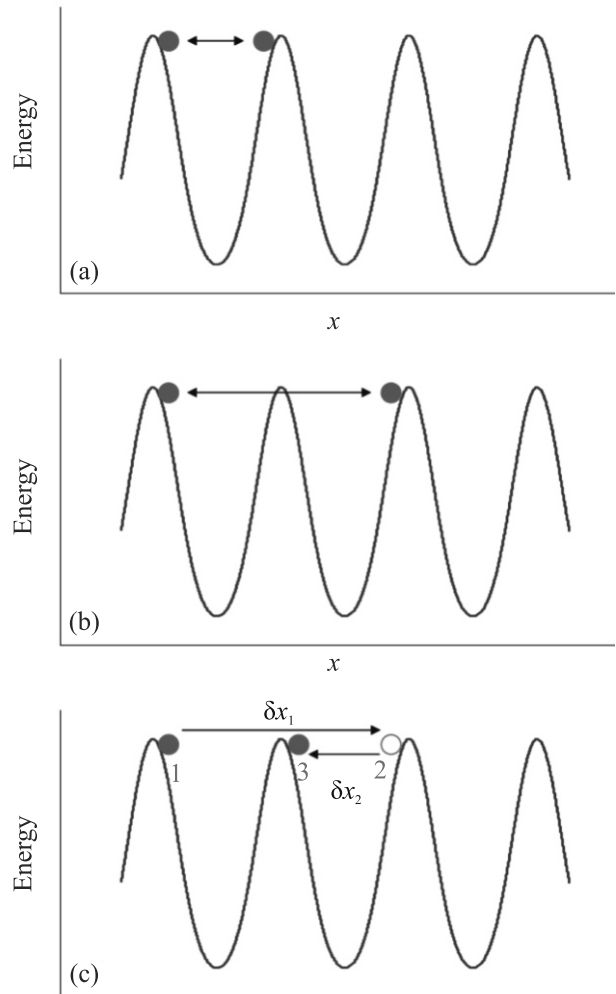 Energy
(a)
x
Energy
(b)
x
δx₁
1 3 2
δx₂
Energy
(c)